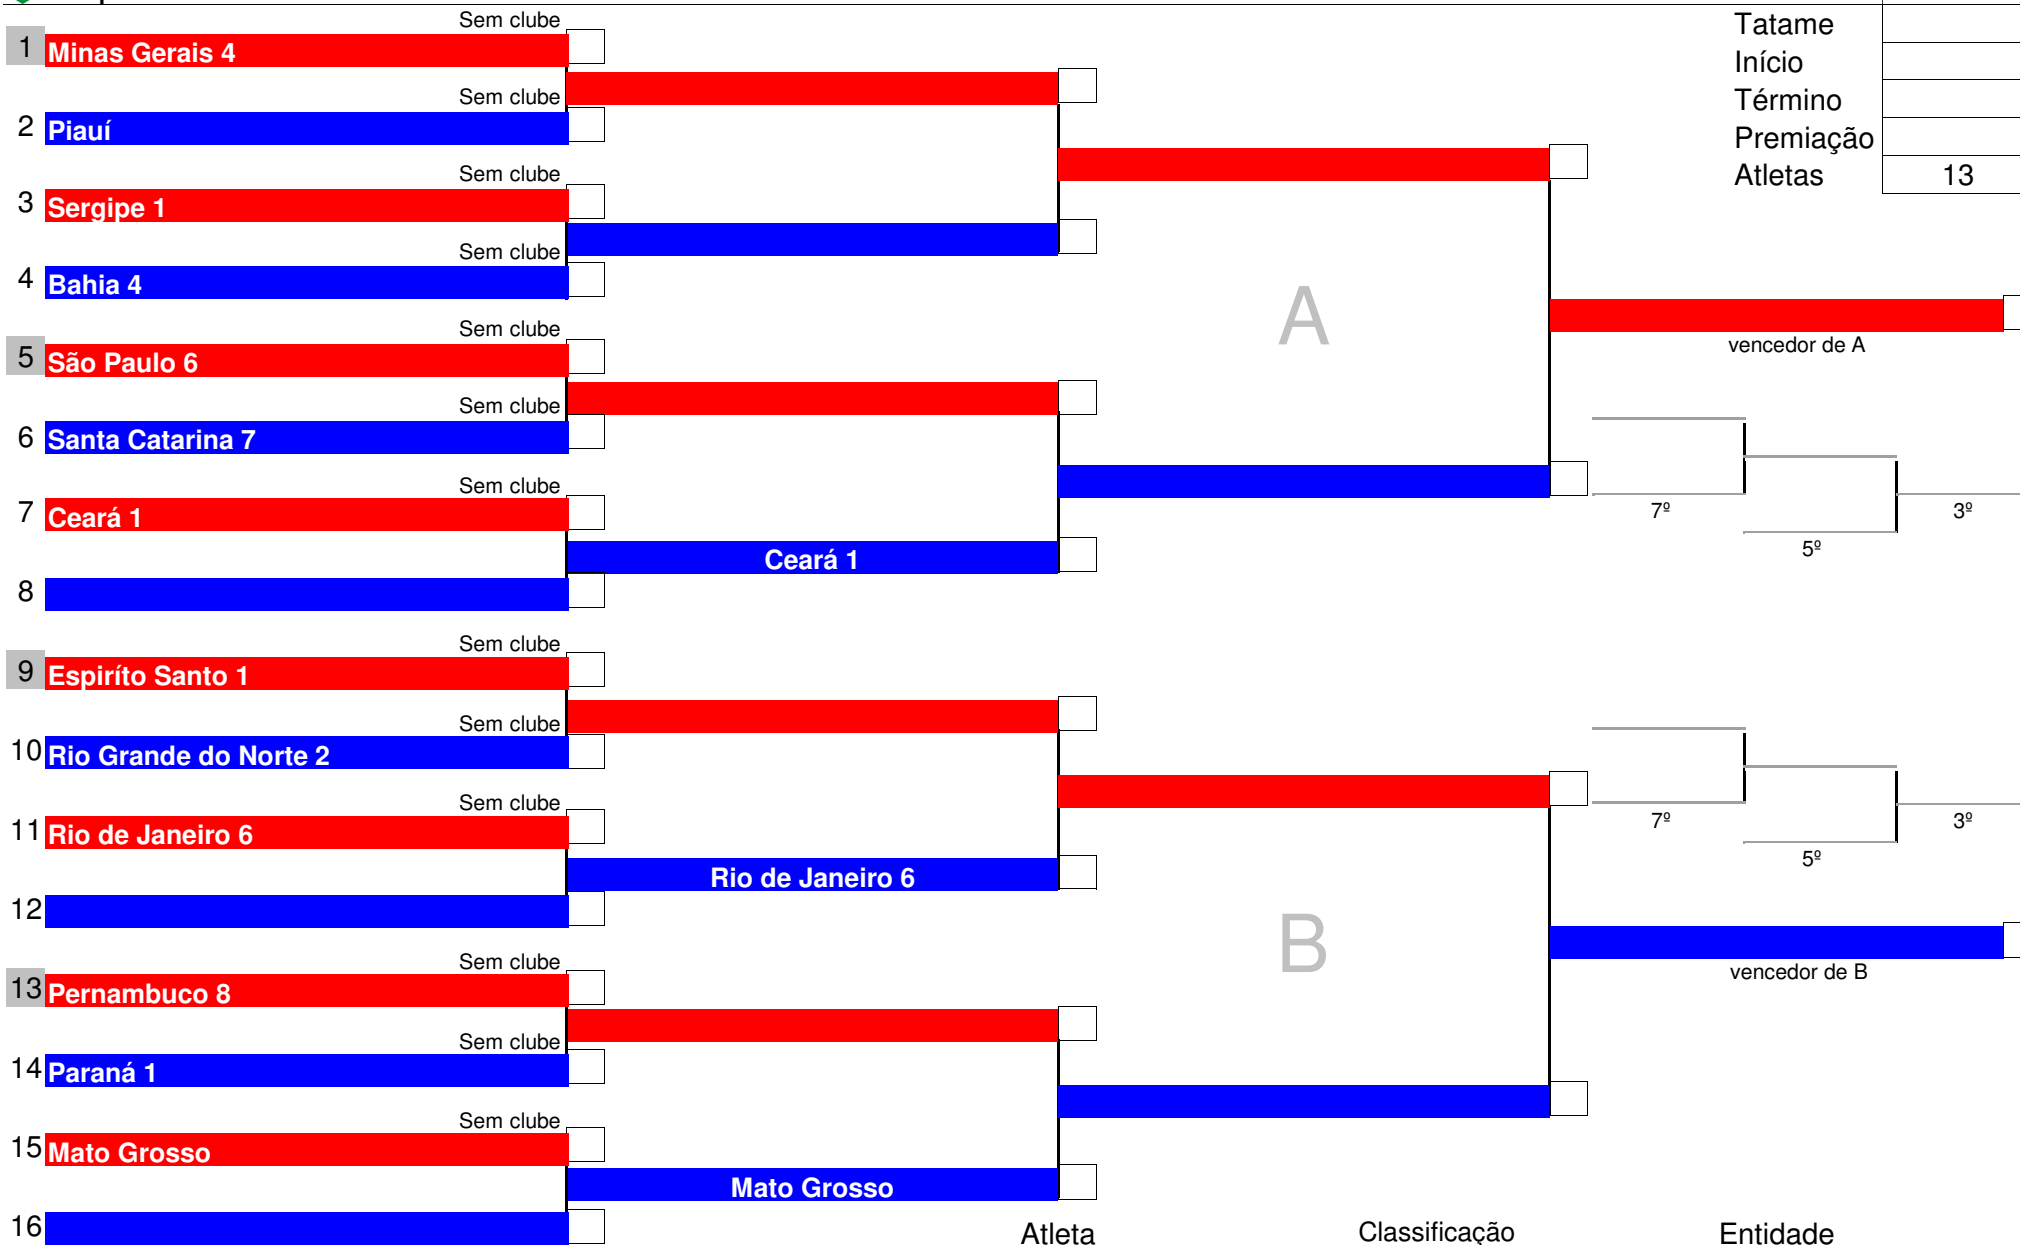 Sem clube
1 Minas Gerais 4
Sem clube
2 Piauí
Sem clube
3 Sergipe 1
Sem clube
4 Bahia 4
Sem clube
5 São Paulo 6
Sem clube
6 Santa Catarina 7
Sem clube
7 Ceará 1
Ceará 1
8
Sem clube
9 Espiríto Santo 1
Sem clube
10 Rio Grande do Norte 2
Sem clube
11 Rio de Janeiro 6
Rio de Janeiro 6
12
Sem clube
13 Pernambuco 8
Sem clube
14 Paraná 1
Sem clube
15 Mato Grosso
Mato Grosso
16
A
B
Tatame
Início
Término
Premiação
Atletas 13
vencedor de A
7º
5º
3º
7º
5º
3º
vencedor de B
Atleta Classificação Entidade